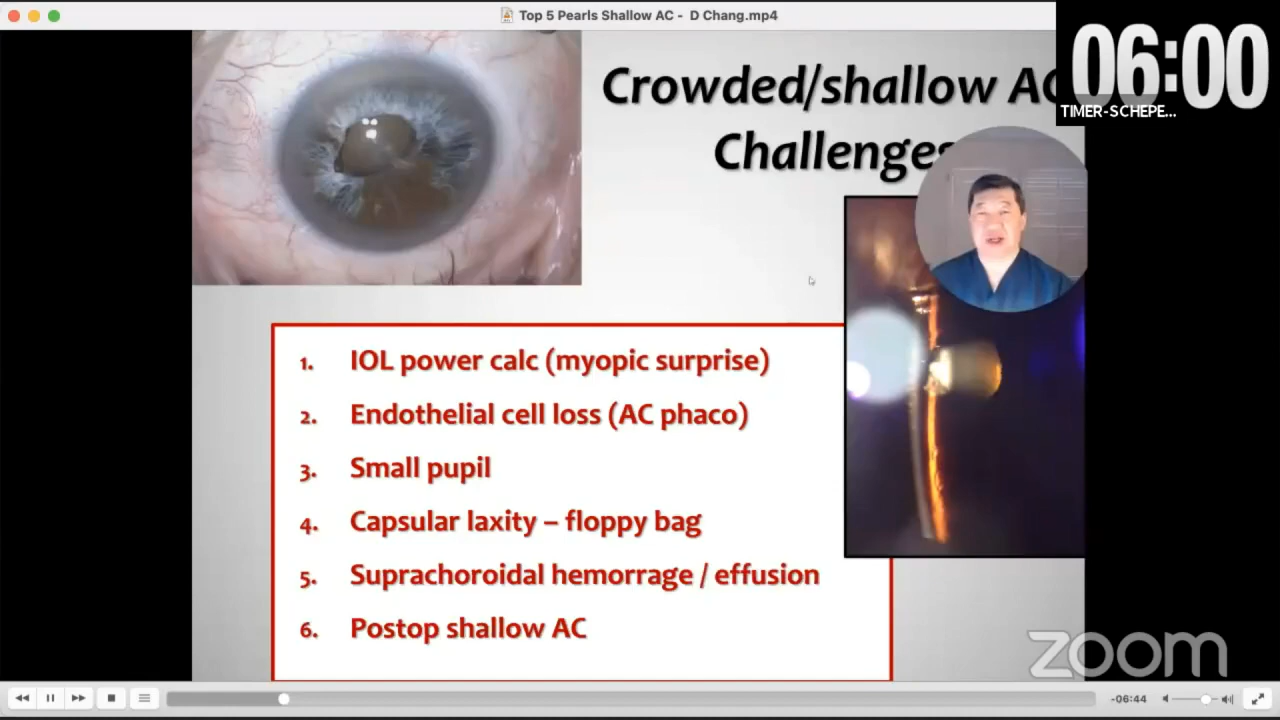 Top 5 Pearls Shallow AC - D Chang.mp4
06:00
TIMER-SCHEPE...
Crowded/shallow AC
Challenges
1. IOL power calc (myopic surprise)
2. Endothelial cell loss (AC phaco)
3. Small pupil
4. Capsular laxity – floppy bag
5. Suprachoroidal hemorrage / effusion
6. Postop shallow AC
zoom
-06:44